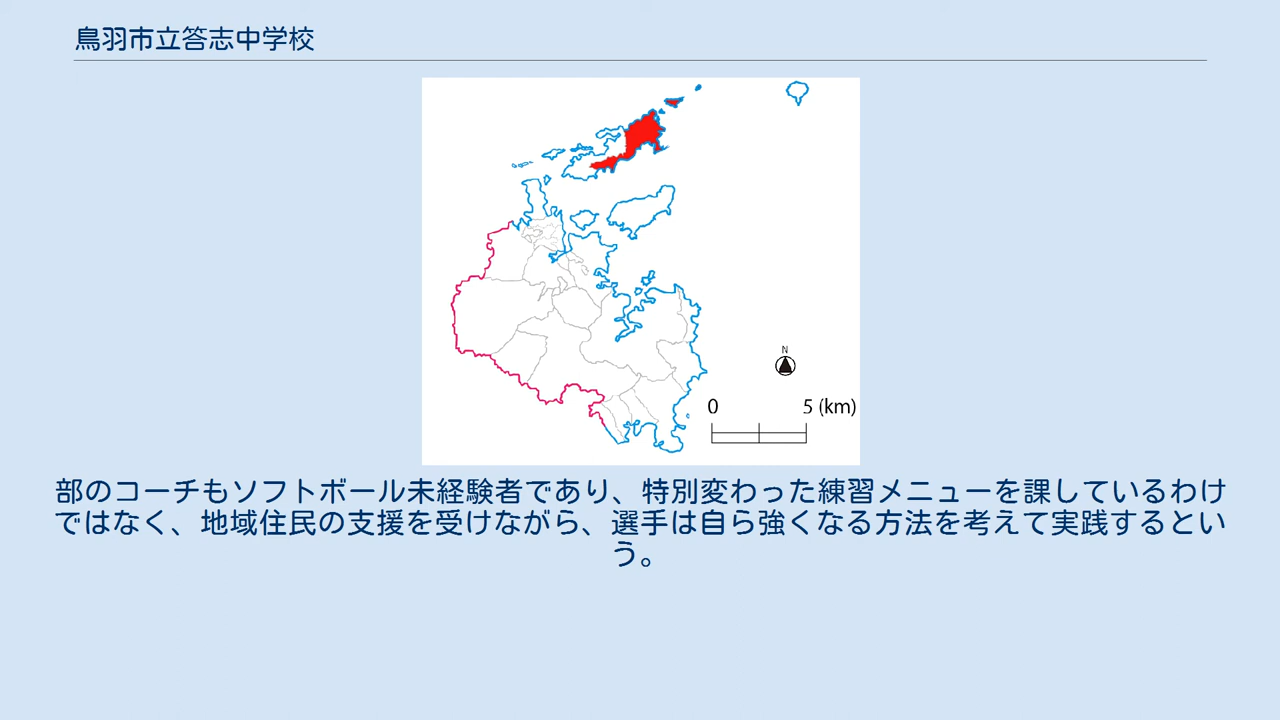 鳥羽市立答志中学校
N
0 5 (km)
部のコーチもソフトボール未経験者であり、特別変わった練習メニューを課しているわけ
ではなく、地域住民の支援を受けながら、選手は自ら強くなる方法を考えて実践するとい
う。